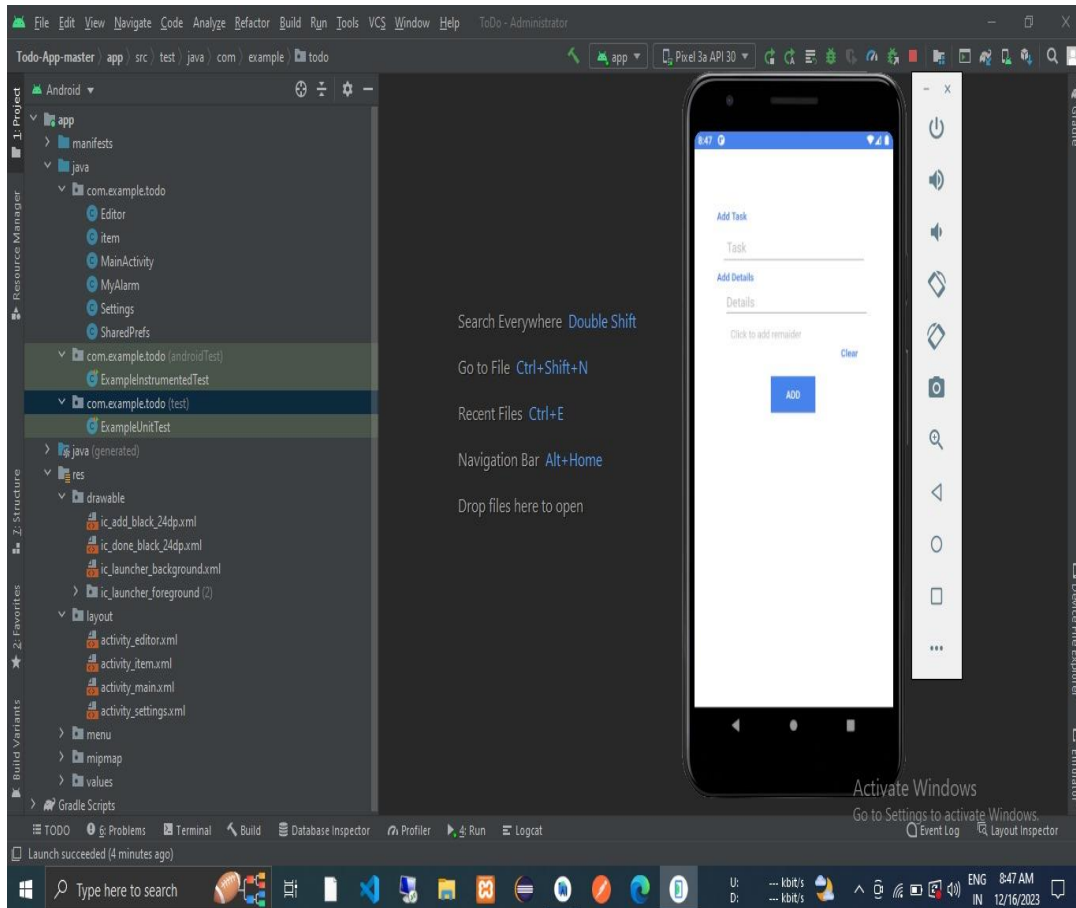 File Edit View Navigate Code Analyze Refactor Build Run Tools VCS Window Help ToDo - Administrator
Todo-App-master app src test java com example todo
app Pixel 3a API 30
Android
1: Project
Resource Manager
Z: Structure
2: Favorites
Build Variants
app
manifests
java
com.example.todo
Editor
item
MainActivity
MyAlarm
Settings
SharedPrefs
com.example.todo (androidTest)
ExampleInstrumentedTest
com.example.todo (test)
ExampleUnitTest
java (generated)
res
drawable
ic_add_black_24dp.xml
ic_done_black_24dp.xml
ic_launcher_background.xml
ic_launcher_foreground (2)
layout
activity_editor.xml
activity_item.xml
activity_main.xml
activity_settings.xml
menu
mipmap
values
Gradle Scripts
Search Everywhere Double Shift
Go to File Ctrl+Shift+N
Recent Files Ctrl+E
Navigation Bar Alt+Home
Drop files here to open
8:47
Add Task
Task
Add Details
Details
Click to add remaider
Clear
ADD
Gradle
Device File Explorer
Emulator
Activate Windows
Go to Settings to activate Windows.
TODO 6: Problems Terminal Build Database Inspector Profiler 4: Run Logcat Event Log Layout Inspector
Launch succeeded (4 minutes ago)
Type here to search
U: --- kbit/s
D: --- kbit/s
ENG 8:47 AM
IN 12/16/2023